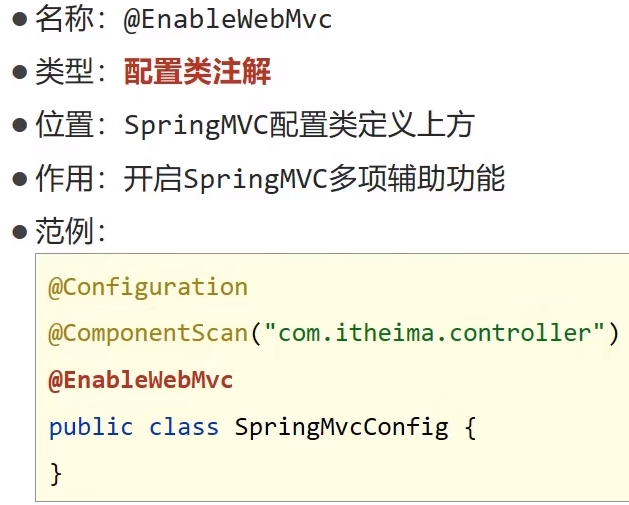 ● 名称：@EnableWebMvc
● 类型：配置类注解
● 位置：SpringMVC配置类定义上方
● 作用：开启SpringMVC多项辅助功能
● 范例：
@Configuration
@ComponentScan("com.itheima.controller")
@EnableWebMvc
public class SpringMvcConfig {
}